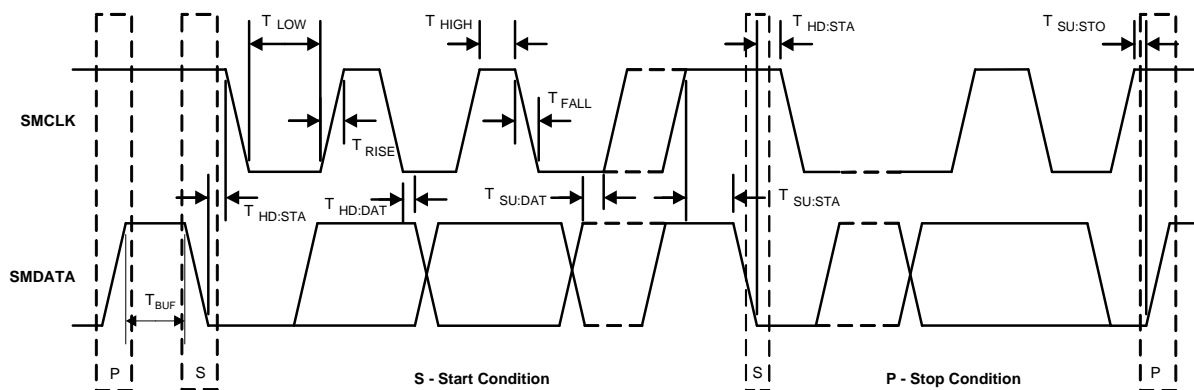 T LOW
T HIGH
T HD:STA
T SU:STO
SMCLK
T FALL
T RISE
T HD:STA
T HD:DAT
T SU:DAT
T SU:STA
SMDATA
T BUF
P
S
S - Start Condition
S
P - Stop Condition
P